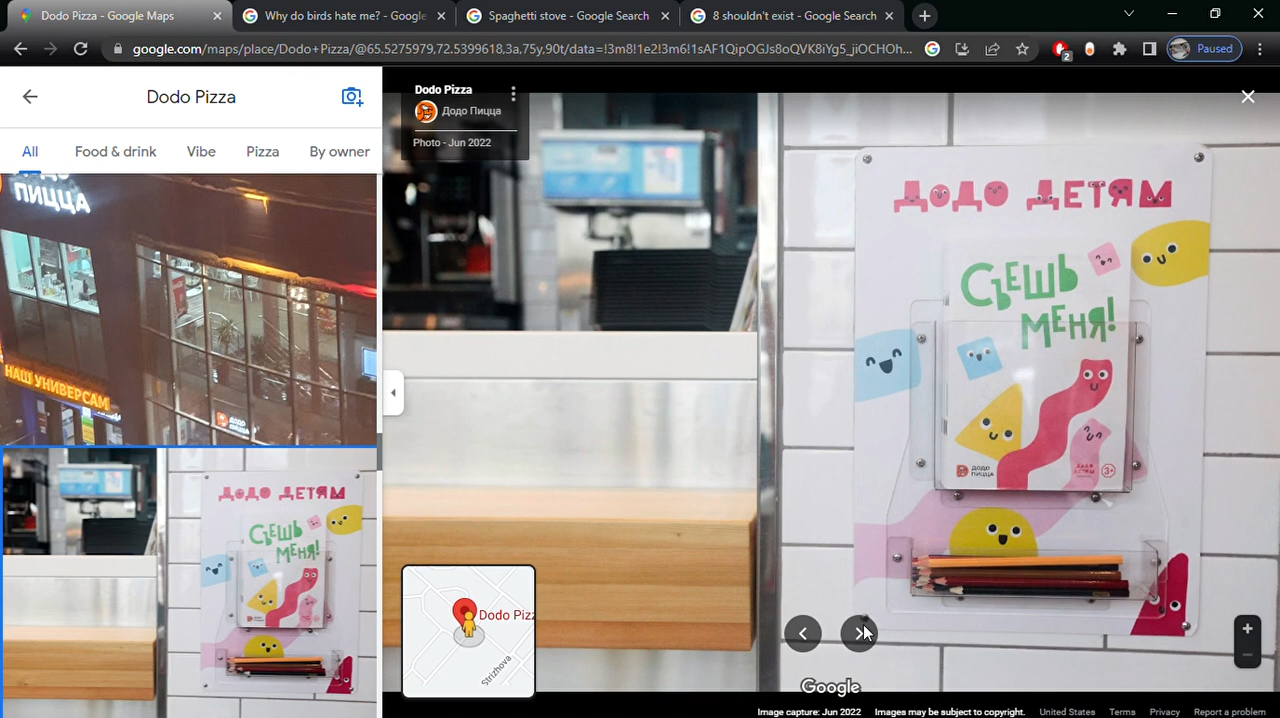 Dodo Pizza - Google Maps
Why do birds hate me? - Google
Spaghetti stove - Google Search
8 shouldn't exist - Google Search
google.com/maps/place/Dodo+Pizza/@65.5275979,72.5399618,3a,75y,90t/data=!3m8!1e2!3m6!1sAF1QipOGJs8oQVK8iYg5_jiOCHOh...
2
Paused
Dodo Pizza
All
Food & drink
Vibe
Pizza
By owner
ПИЦЦА
НАШ УНИВЕРСАМ
ДОДО ДЕТЯМ
СЪЕШЬ
МЕНЯ!
Dodo Pizza
Додо Пицца
Photo - Jun 2022
ДОДО ДЕТЯМ
СЪЕШЬ
МЕНЯ!
ДОДО
ПИЦЦА
ДОДО
ДЕТЯМ
3+
Dodo Piz
Strizhova
Google
Image capture: Jun 2022
Images may be subject to copyright.
United States
Terms
Privacy
Report a problem